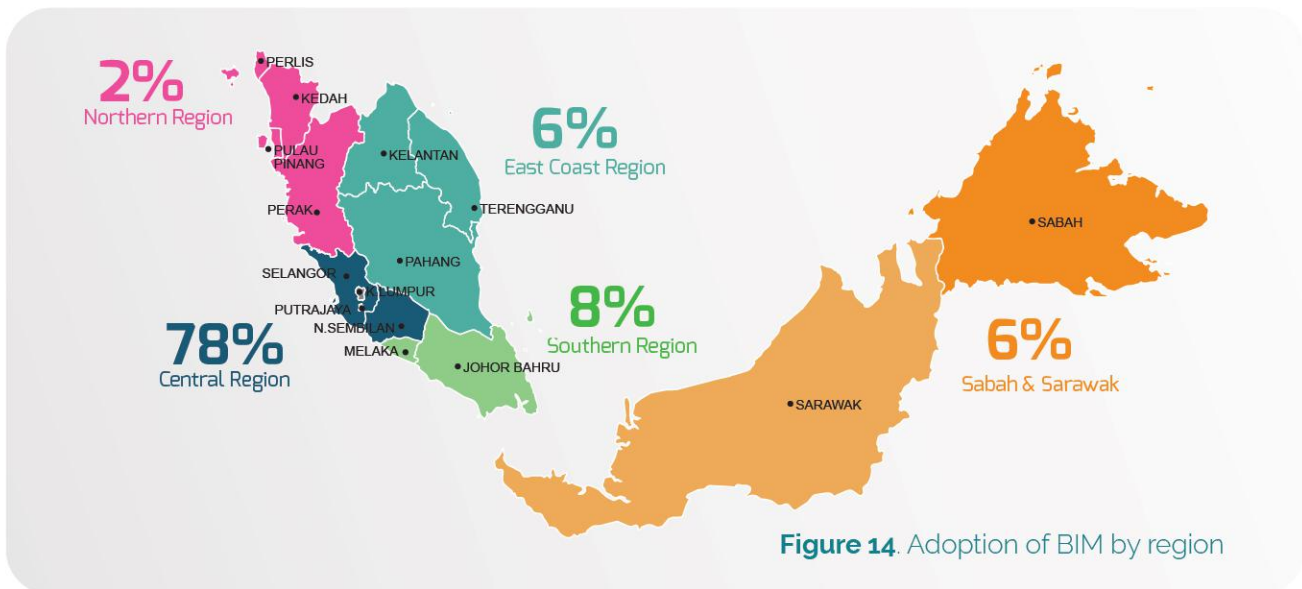 2%
Northern Region
PERLIS
KEDAH
PULAU
PINANG
PERAK
6%
East Coast Region
KELANTAN
TERENGGANU
PAHANG
SELANGOR
K.LUMPUR
PUTRAJAYA
N.SEMBILAN
MELAKA
78%
Central Region
8%
Southern Region
JOHOR BAHRU
SABAH
SARAWAK
6%
Sabah & Sarawak
Figure 14. Adoption of BIM by region